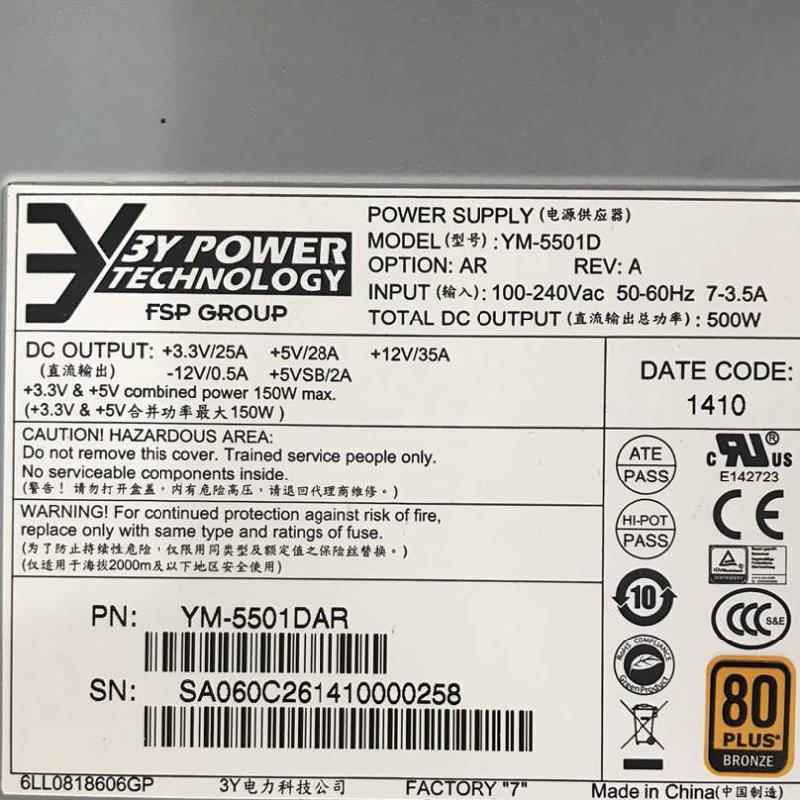 3Y POWER
TECHNOLOGY
FSP GROUP
POWER SUPPLY (电源供应器)
MODEL (型号) : YM-5501D
OPTION: AR REV: A
INPUT (输入) : 100-240Vac 50-60Hz 7-3.5A
TOTAL DC OUTPUT (直流输出总功率) : 500W
DC OUTPUT: +3.3V/25A +5V/28A +12V/35A
(直流輸出) -12V/0.5A +5VSB/2A
+3.3V & +5V combined power 150W max.
(+3.3V & +5V合并功率最大150W )
DATE CODE:
1410
CAUTION! HAZARDOUS AREA:
Do not remove this cover. Trained service people only.
No serviceable components inside.
(警告！请勿打开盒盖，内有危险高压，请退回代理商维修。)
WARNING! For continued protection against risk of fire,
replace only with same type and ratings of fuse.
(为了防止持续性危险，仅限用同类型及额定值之保险丝替换。)
(仅适用于海拔2000m及以下地区安全使用)
ATE
PASS
c RU ® US
E142723
HI-POT
PASS
CE
10
CCC S&E
RoHS COMPLIANCE
Green Product
80
PLUS
BRONZE
PN: YM-5501DAR
SN: SA060C261410000258
6LL0818606GP 3Y电力科技公司 FACTORY "7" Made in China(中国制造)